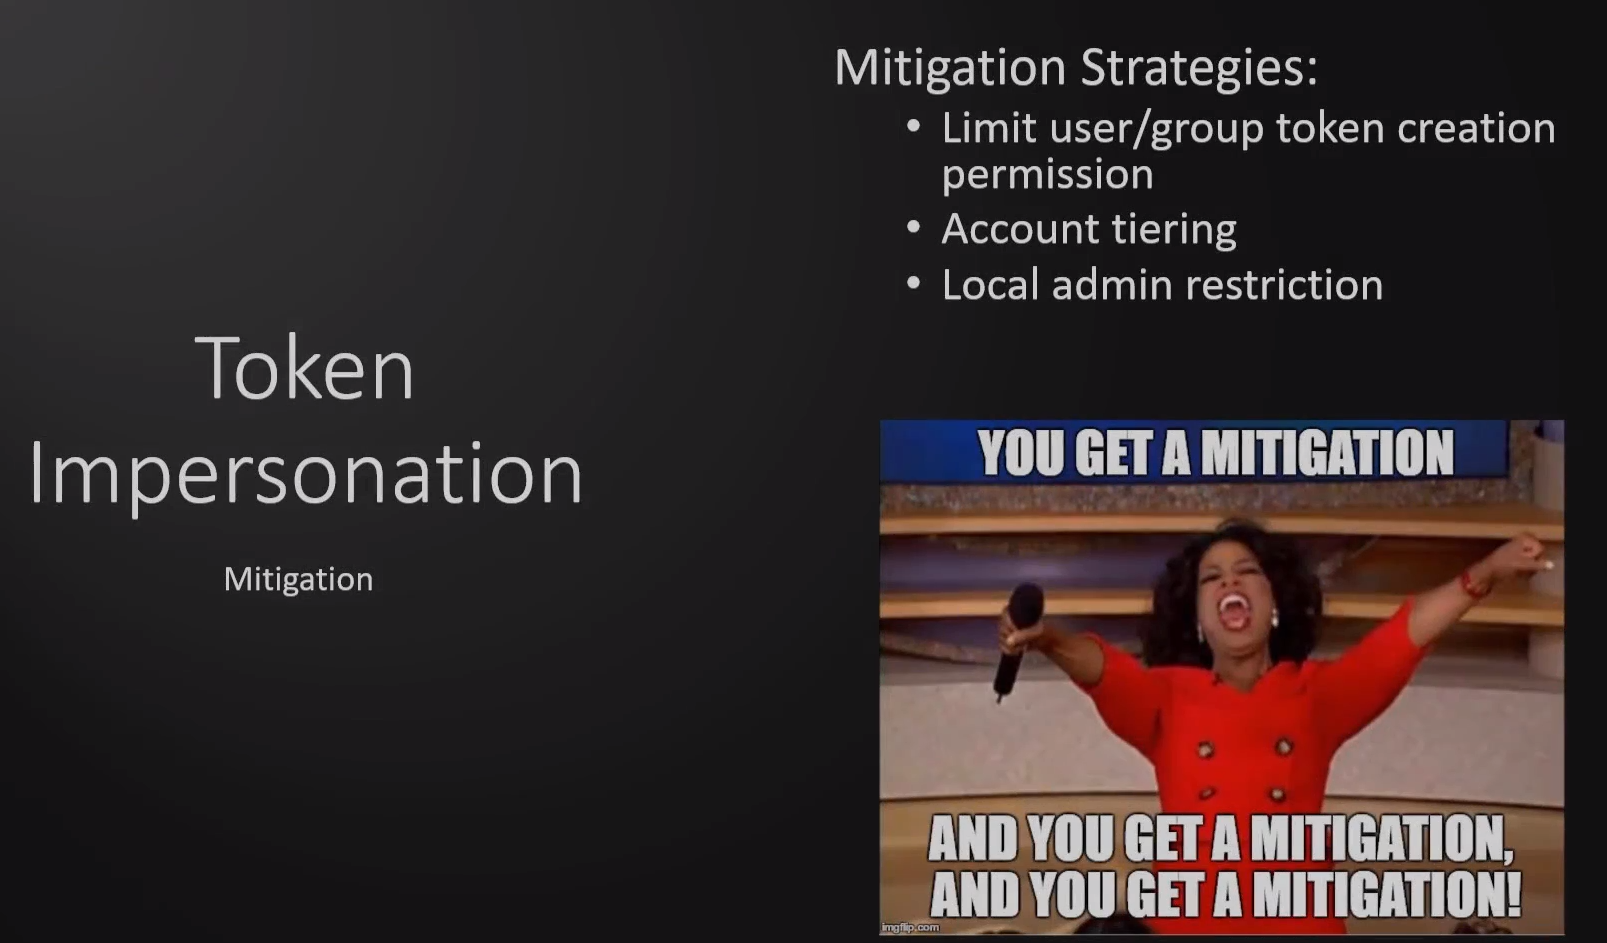 Token
Impersonation
Mitigation
Mitigation Strategies:
• Limit user/group token creation
permission
• Account tiering
• Local admin restriction
YOU GET A MITIGATION
AND YOU GET A MITIGATION,
AND YOU GET A MITIGATION!
imgflip.com